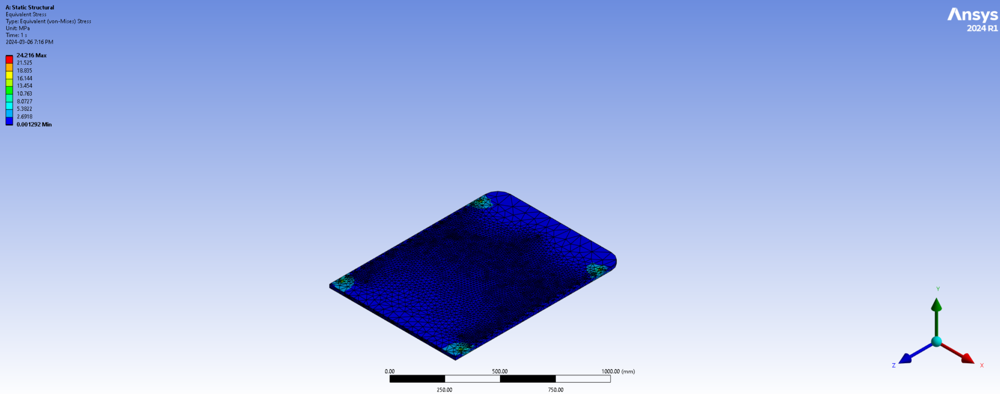 A: Static Structural
Equivalent Stress
Type: Equivalent (von-Mises) Stress
Unit: MPa
Time: 1 s
2024-03-06 7:16 PM
24.216 Max
21.525
18.835
16.144
13.454
10.763
8.0727
5.3822
2.6918
0.001292 Min
Ansys
2024 R1
0.00 500.00 1000.00 (mm)
250.00 750.00
Y
Z X